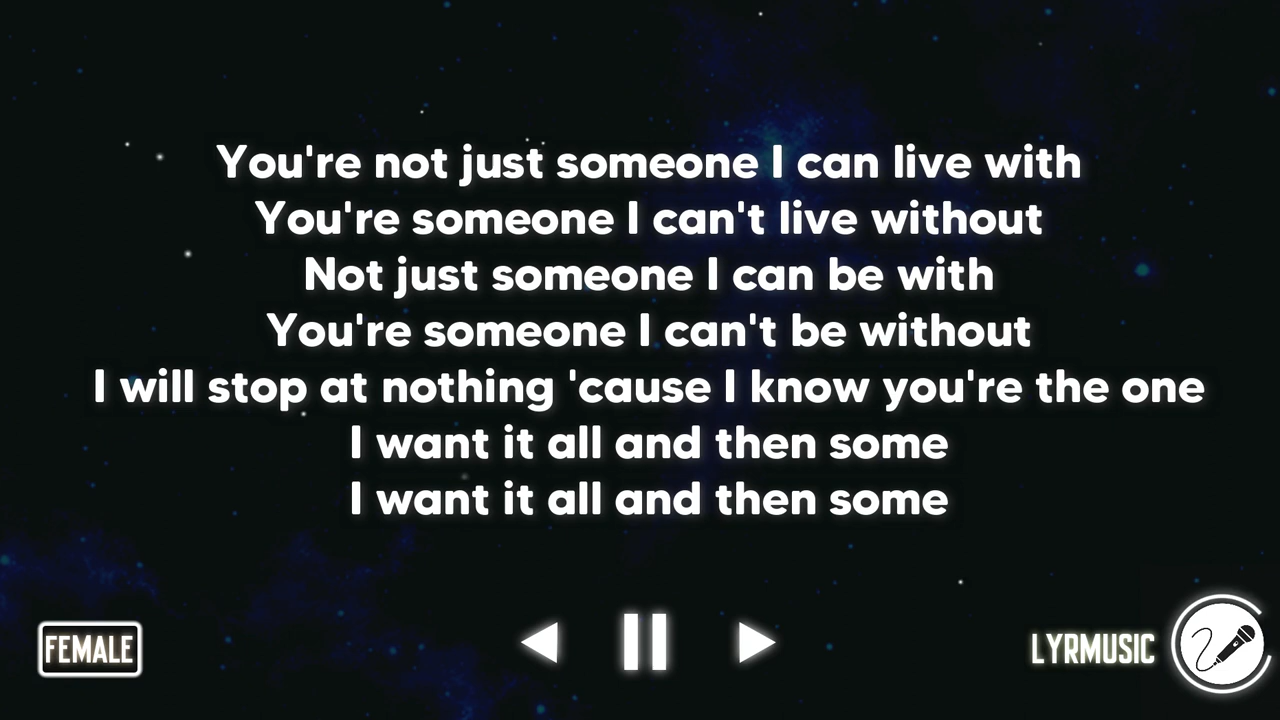 You're not just someone I can live with
You're someone I can't live without
Not just someone I can be with
You're someone I can't be without
I will stop at nothing 'cause I know you're the one
I want it all and then some
I want it all and then some
FEMALE
LYRMUSIC